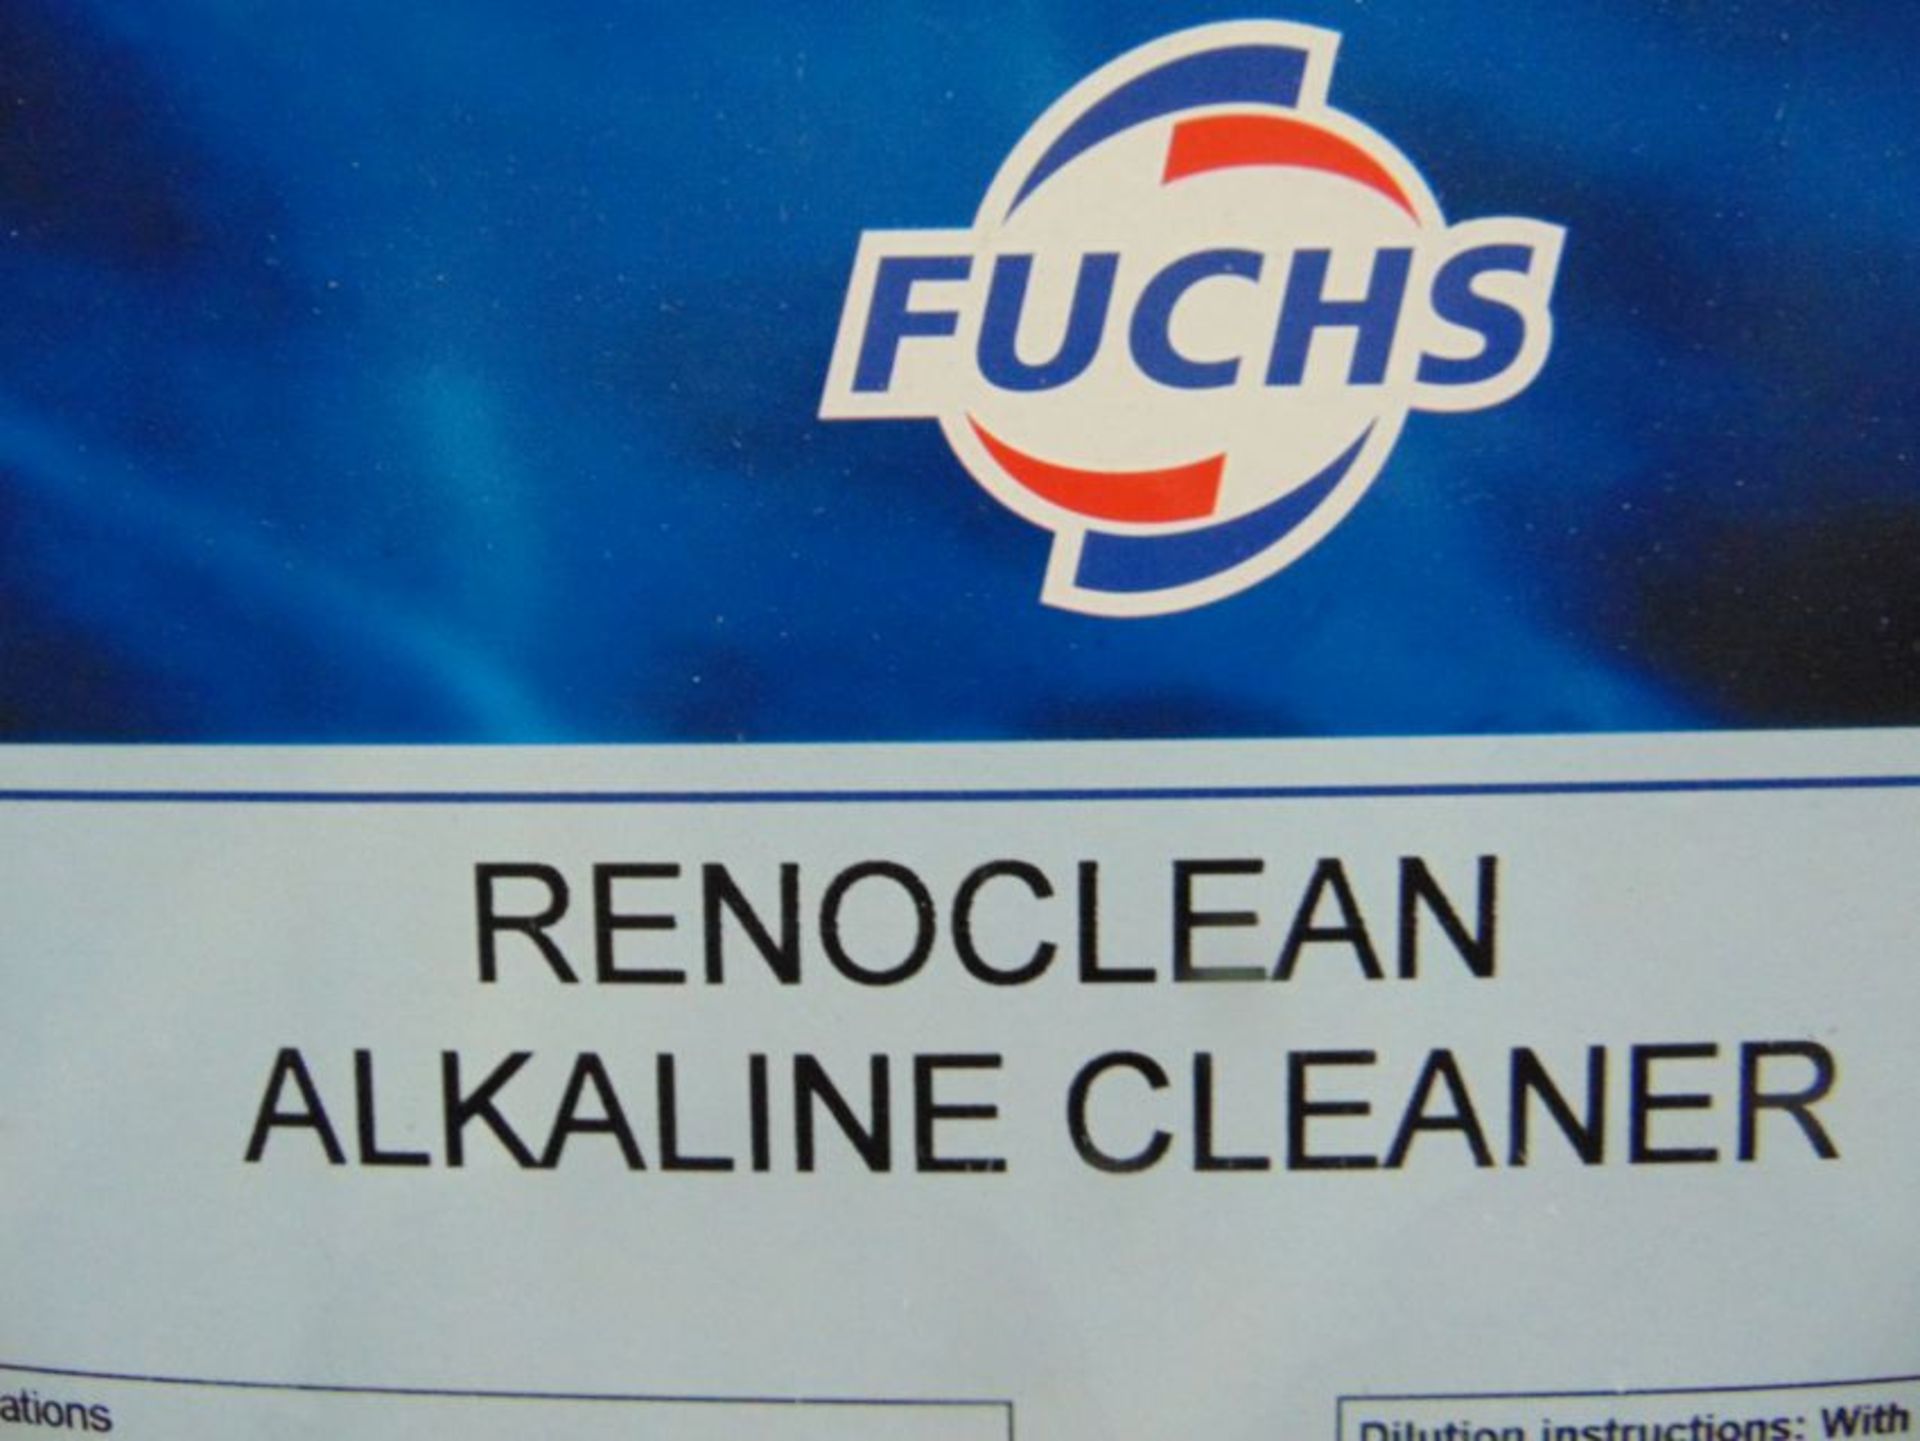 FUCHS
RENOCLEAN
ALKALINE CLEANER
ations
Dilution instructions: With